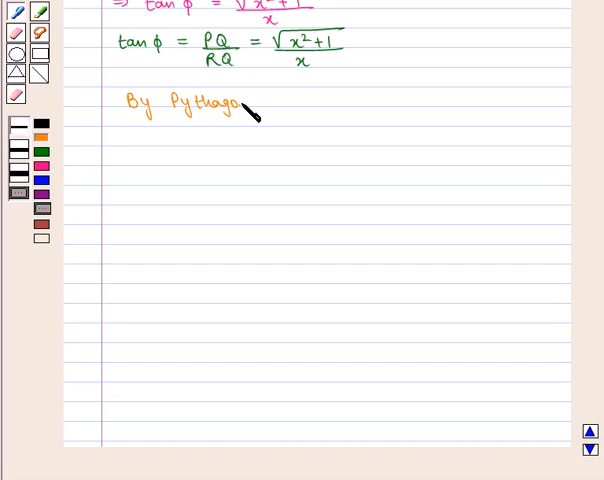 ⇒ tan ϕ = √x²+1 / x
tan ϕ = PQ/RQ = √x²+1 / x
By Pythago